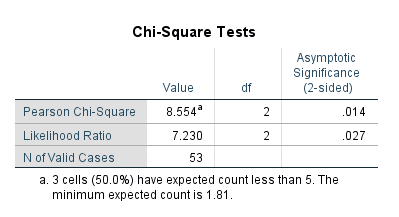 Chi-Square Tests
Value df Asymptotic Significance (2-sided)
Pearson Chi-Square 8.554a 2 .014
Likelihood Ratio 7.230 2 .027
N of Valid Cases 53
a. 3 cells (50.0%) have expected count less than 5. The
minimum expected count is 1.81.